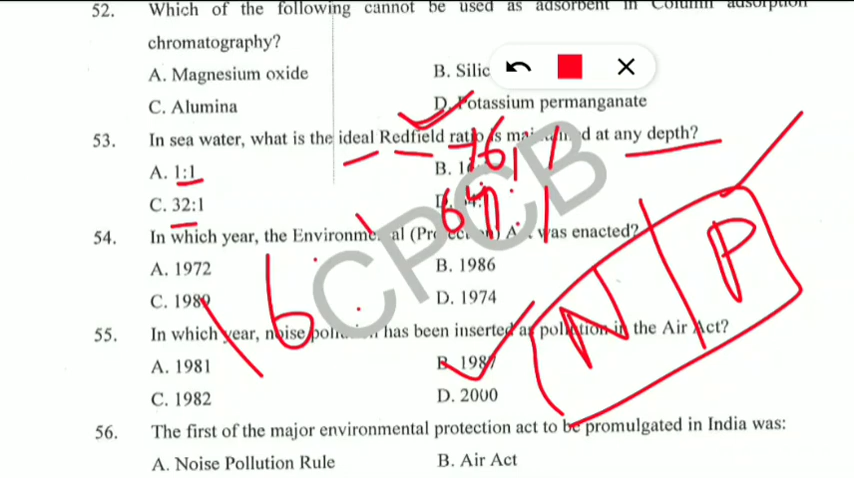 52. Which of the following cannot be used as adsorbent in Column adsorption
chromatography?
A. Magnesium oxide B. Silic
C. Alumina D. Potassium permanganate
53. In sea water, what is the ideal Redfield ratio is at any depth?
A. 1:1 B. 16:1
C. 32:1 64:1
54. In which year, the Environmental (Protection) Act was enacted?
A. 1972 B. 1986
C. 1980 D. 1974
55. In which year, noise pollution has been inserted as pollution in the Air Act?
A. 1981 B. 1987
C. 1982 D. 2000
56. The first of the major environmental protection act to be promulgated in India was:
A. Noise Pollution Rule B. Air Act
CPCB
N/P
16